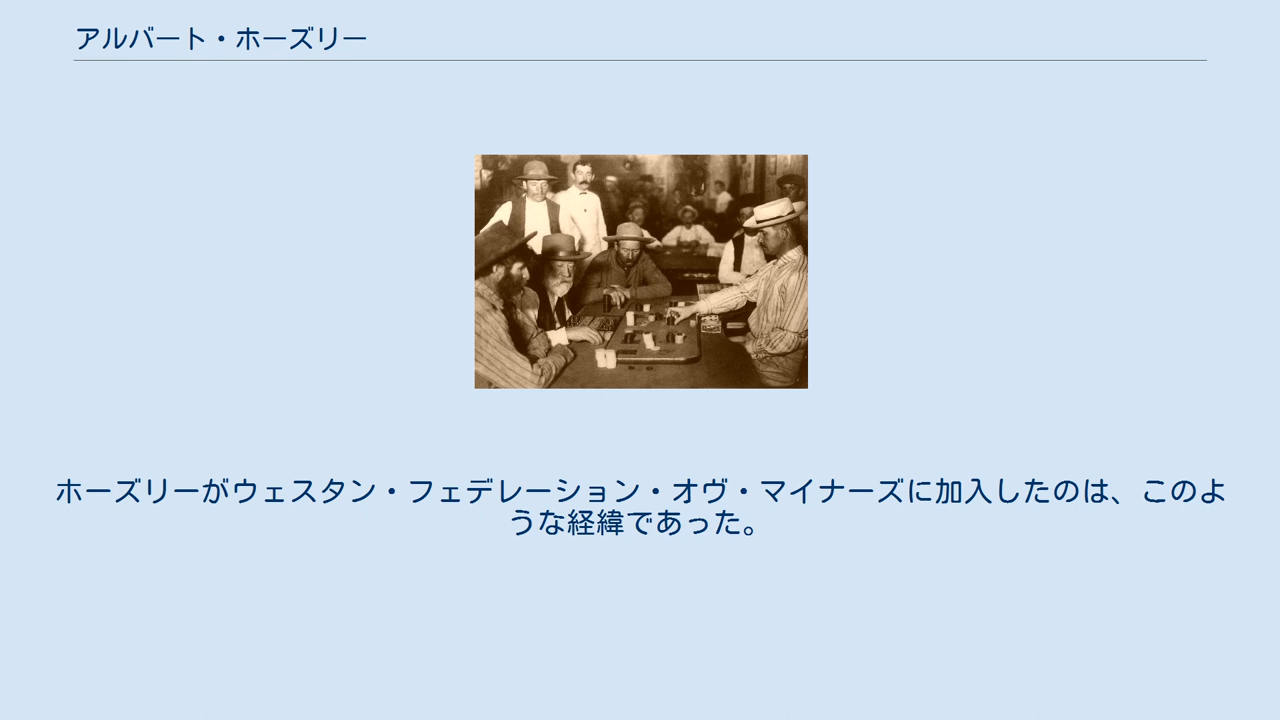 アルバート・ホーズリー
ホーズリーがウェスタン・フェデレーション・オヴ・マイナーズに加入したのは、このよ
うな経緯であった。